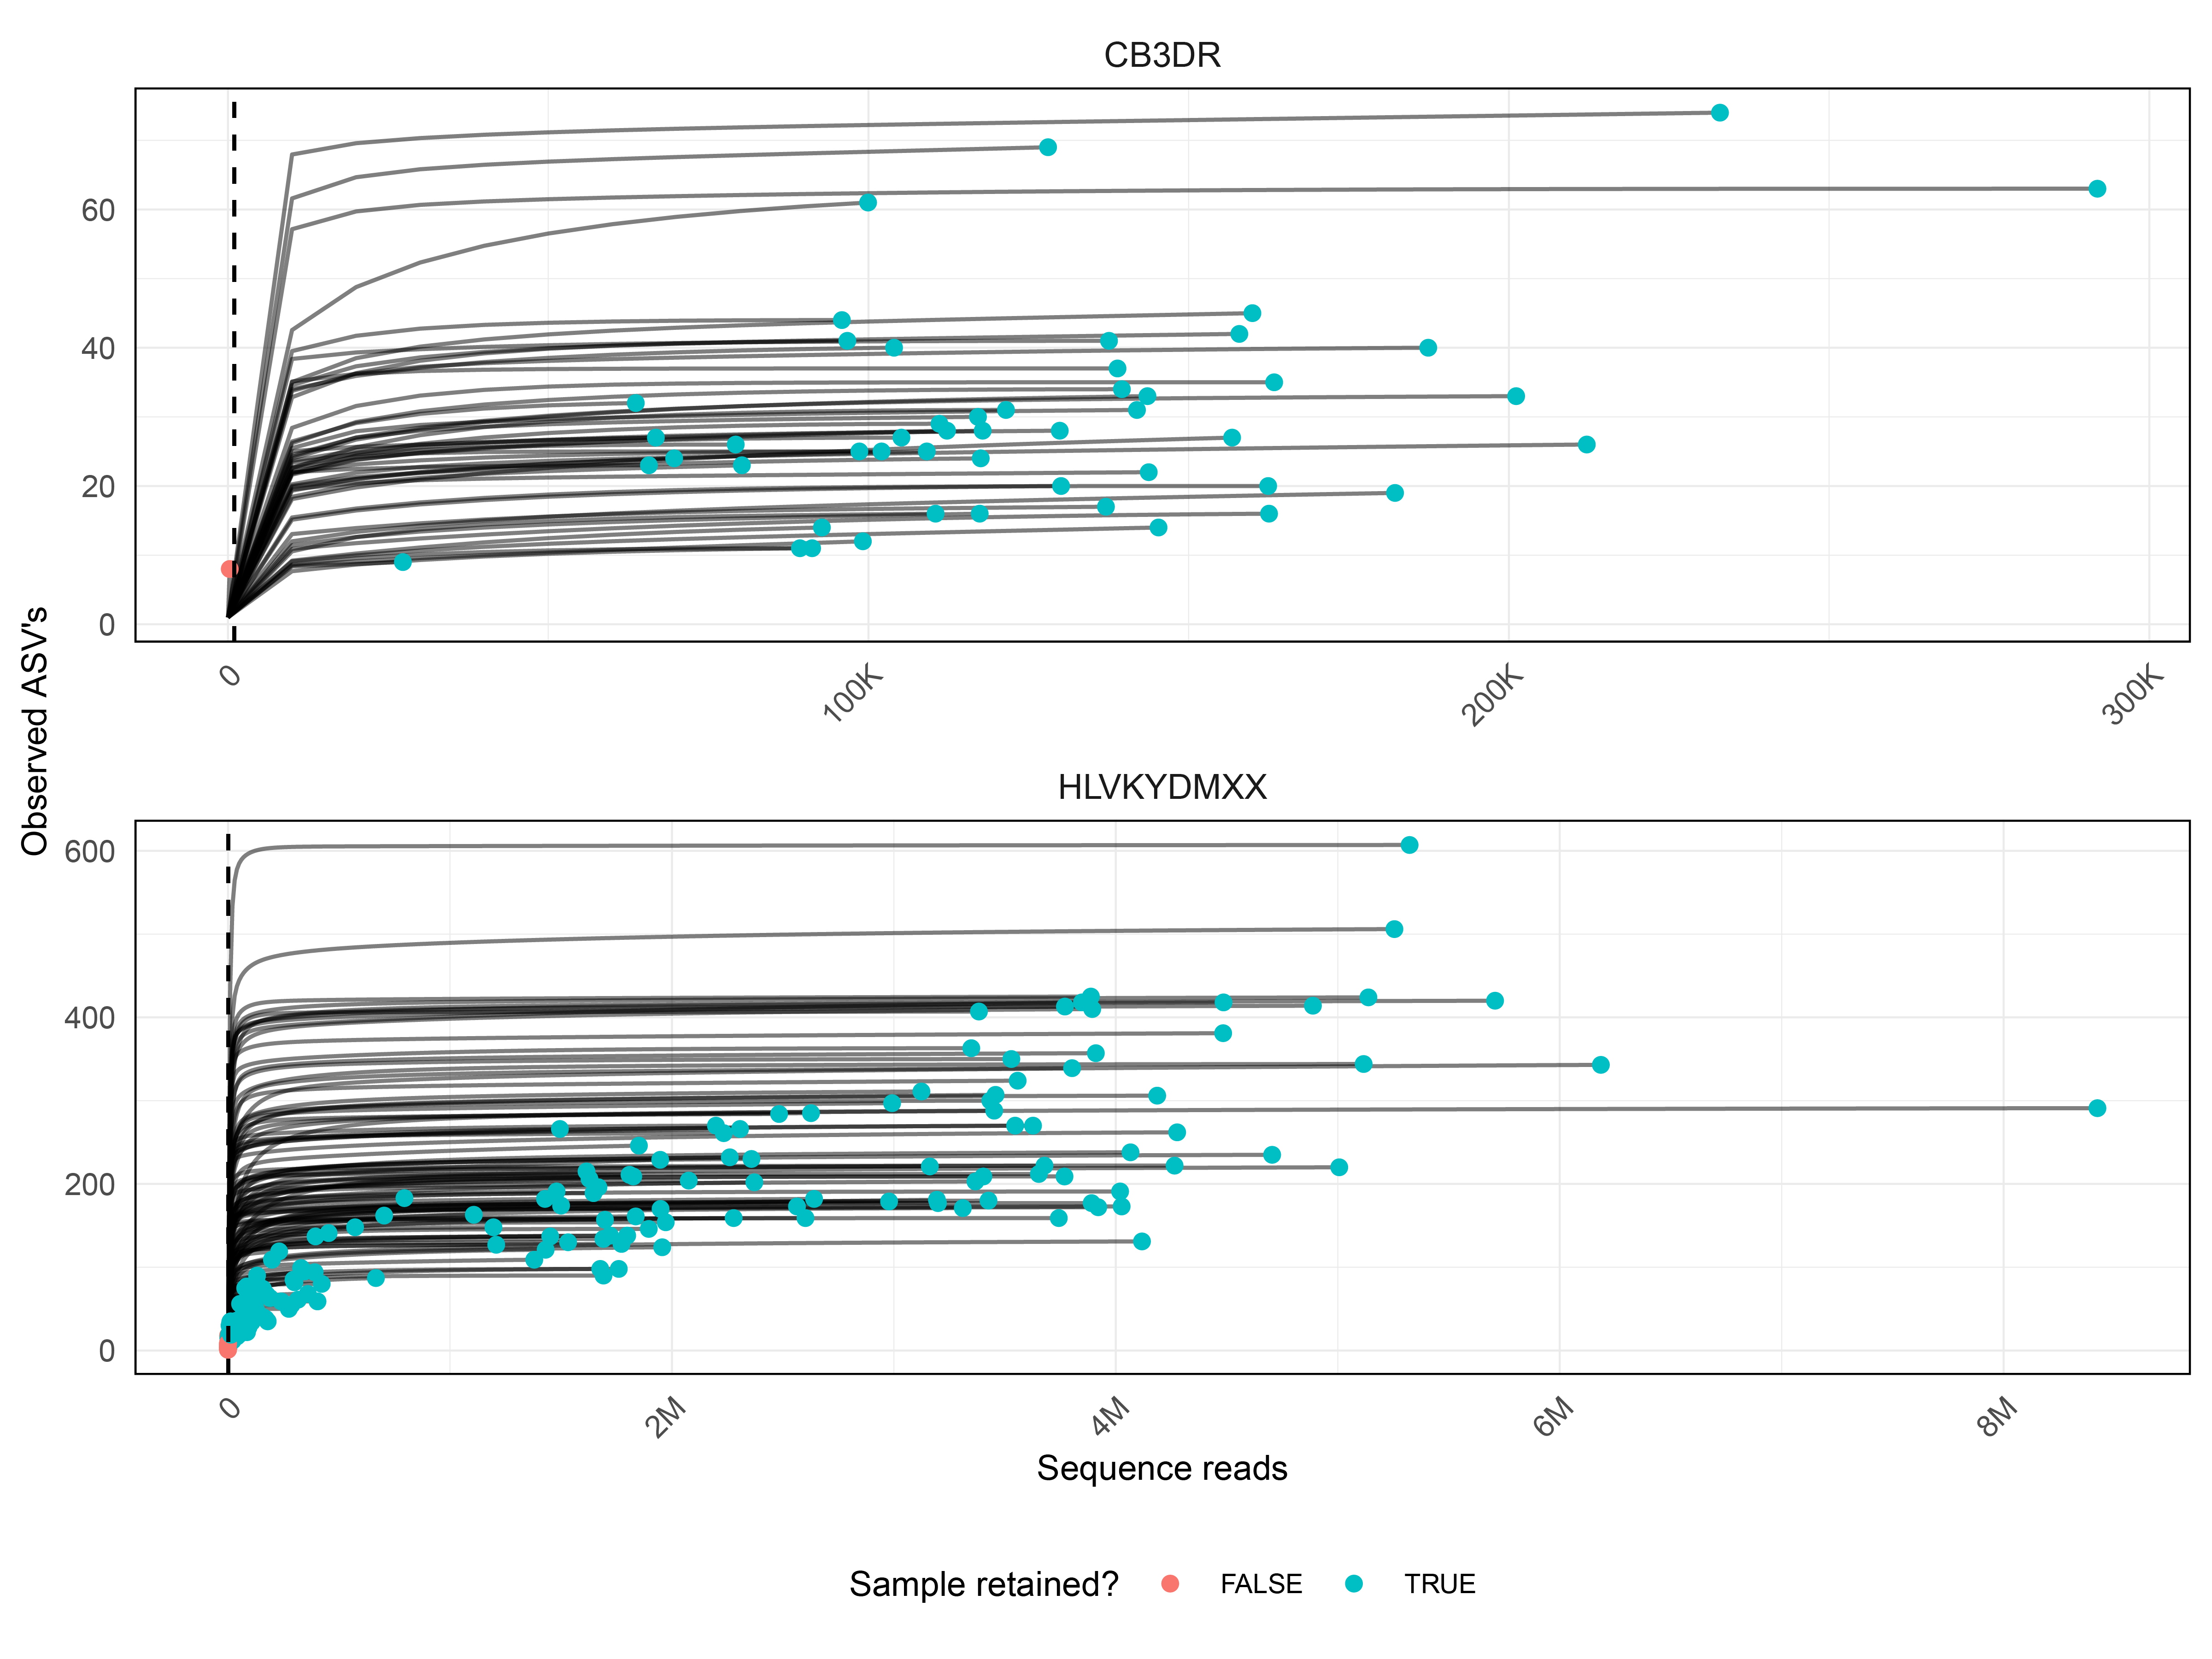 CB3DR
60
40
20
0
0
100K
200K
300K
Observed ASV's
HLVKYDMXX
600
400
200
0
0
2M
4M
6M
8M
Sequence reads
Sample retained? FALSE TRUE